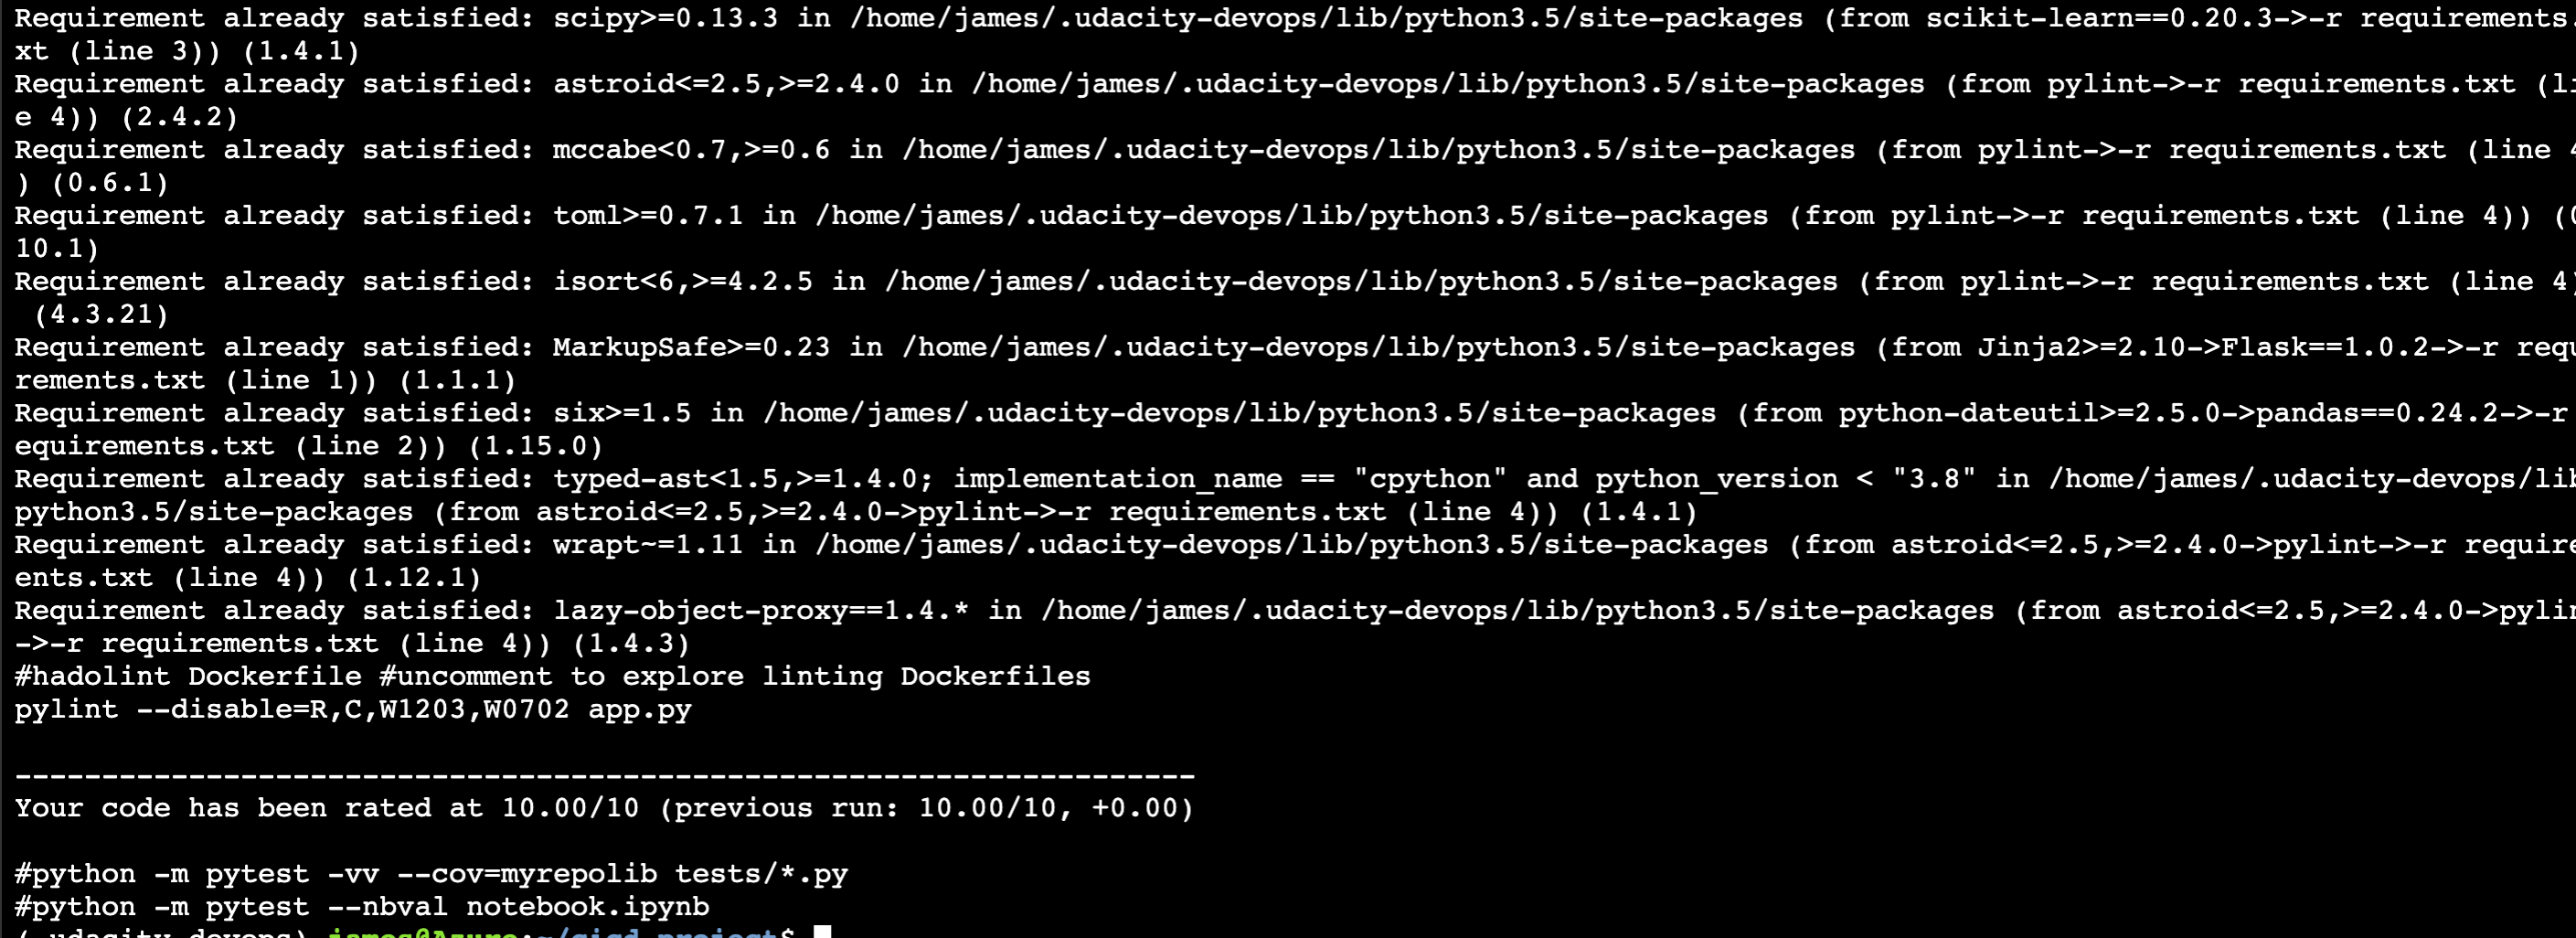 Requirement already satisfied: scipy>=0.13.3 in /home/james/.udacity-devops/lib/python3.5/site-packages (from scikit-learn==0.20.3->-r requirements.
xt (line 3)) (1.4.1)
Requirement already satisfied: astroid<=2.5,>=2.4.0 in /home/james/.udacity-devops/lib/python3.5/site-packages (from pylint->-r requirements.txt (li
e 4)) (2.4.2)
Requirement already satisfied: mccabe<0.7,>=0.6 in /home/james/.udacity-devops/lib/python3.5/site-packages (from pylint->-r requirements.txt (line 4
) (0.6.1)
Requirement already satisfied: toml>=0.7.1 in /home/james/.udacity-devops/lib/python3.5/site-packages (from pylint->-r requirements.txt (line 4)) (0
10.1)
Requirement already satisfied: isort<6,>=4.2.5 in /home/james/.udacity-devops/lib/python3.5/site-packages (from pylint->-r requirements.txt (line 4)
(4.3.21)
Requirement already satisfied: MarkupSafe>=0.23 in /home/james/.udacity-devops/lib/python3.5/site-packages (from Jinja2>=2.10->Flask==1.0.2->-r requ
rements.txt (line 1)) (1.1.1)
Requirement already satisfied: six>=1.5 in /home/james/.udacity-devops/lib/python3.5/site-packages (from python-dateutil>=2.5.0->pandas==0.24.2->-r
equirements.txt (line 2)) (1.15.0)
Requirement already satisfied: typed-ast<1.5,>=1.4.0; implementation_name == "cpython" and python_version < "3.8" in /home/james/.udacity-devops/lib
python3.5/site-packages (from astroid<=2.5,>=2.4.0->pylint->-r requirements.txt (line 4)) (1.4.1)
Requirement already satisfied: wrapt~=1.11 in /home/james/.udacity-devops/lib/python3.5/site-packages (from astroid<=2.5,>=2.4.0->pylint->-r require
ents.txt (line 4)) (1.12.1)
Requirement already satisfied: lazy-object-proxy==1.4.* in /home/james/.udacity-devops/lib/python3.5/site-packages (from astroid<=2.5,>=2.4.0->pylin
->-r requirements.txt (line 4)) (1.4.3)
#hadolint Dockerfile #uncomment to explore linting Dockerfiles
pylint --disable=R,C,W1203,W0702 app.py
--------------------------------------------------------------------
Your code has been rated at 10.00/10 (previous run: 10.00/10, +0.00)
#python -m pytest -vv --cov=myrepolib tests/*.py
#python -m pytest --nbval notebook.ipynb
(.udacity-devops) james@Azure:~/cicd_project$